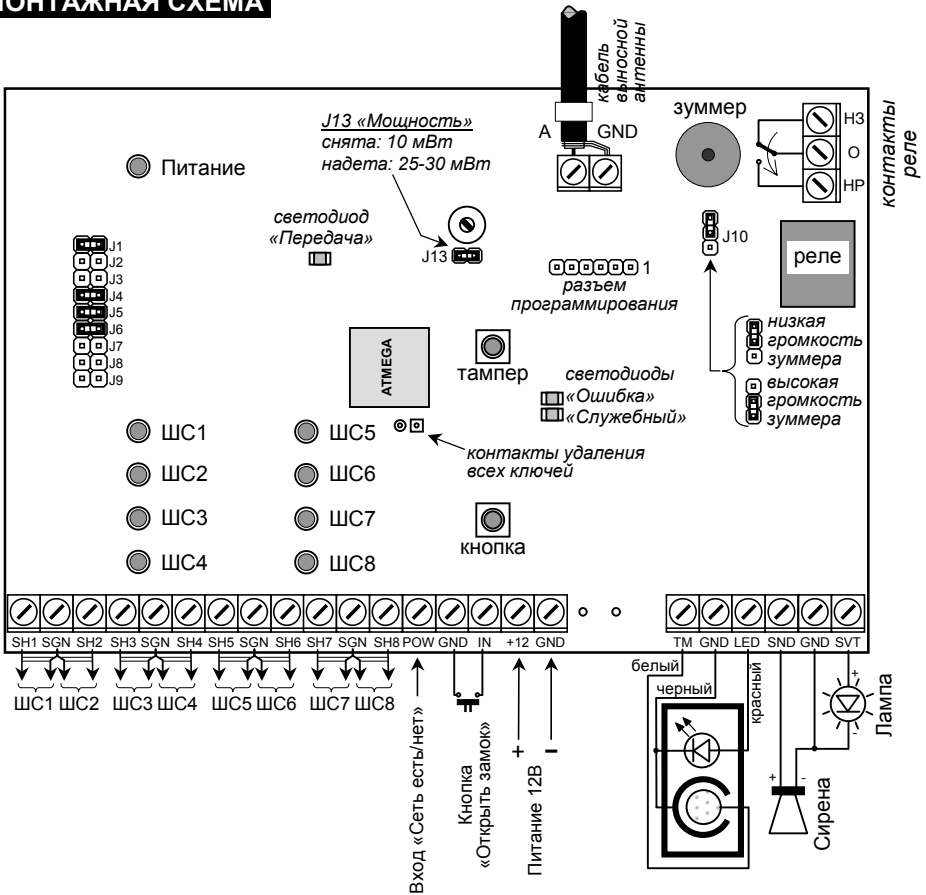 МОНТАЖНАЯ СХЕМА
кабель
выносной
антенны
A
GND
зуммер
НЗ
О
НР
контакты
реле
J13 «Мощность»
снята: 10 мВт
надета: 25-30 мВт
Питание
светодиод
«Передача»
J13
J10
реле
J1
J2
J3
J4
J5
J6
J7
J8
J9
1
разъем
программирования
ATMEGA
тампер
светодиоды
«Ошибка»
«Служебный»
низкая
громкость
зуммера
высокая
громкость
зуммера
контакты удаления
всех ключей
ШС1
ШС5
ШС2
ШС6
ШС3
ШС7
ШС4
ШС8
кнопка
SH1 SGN SH2 SH3 SGN SH4 SH5 SGN SH6 SH7 SGN SH8 POW GND IN +12 GND
TM GND LED SND GND SVT
ШС1 ШС2 ШС3 ШС4 ШС5 ШС6 ШС7 ШС8
Вход «Сеть есть/нет»
Кнопка
«Открыть замок»
+
-
Питание 12В
белый
черный
красный
+
-
Лампа
+
-
Сирена